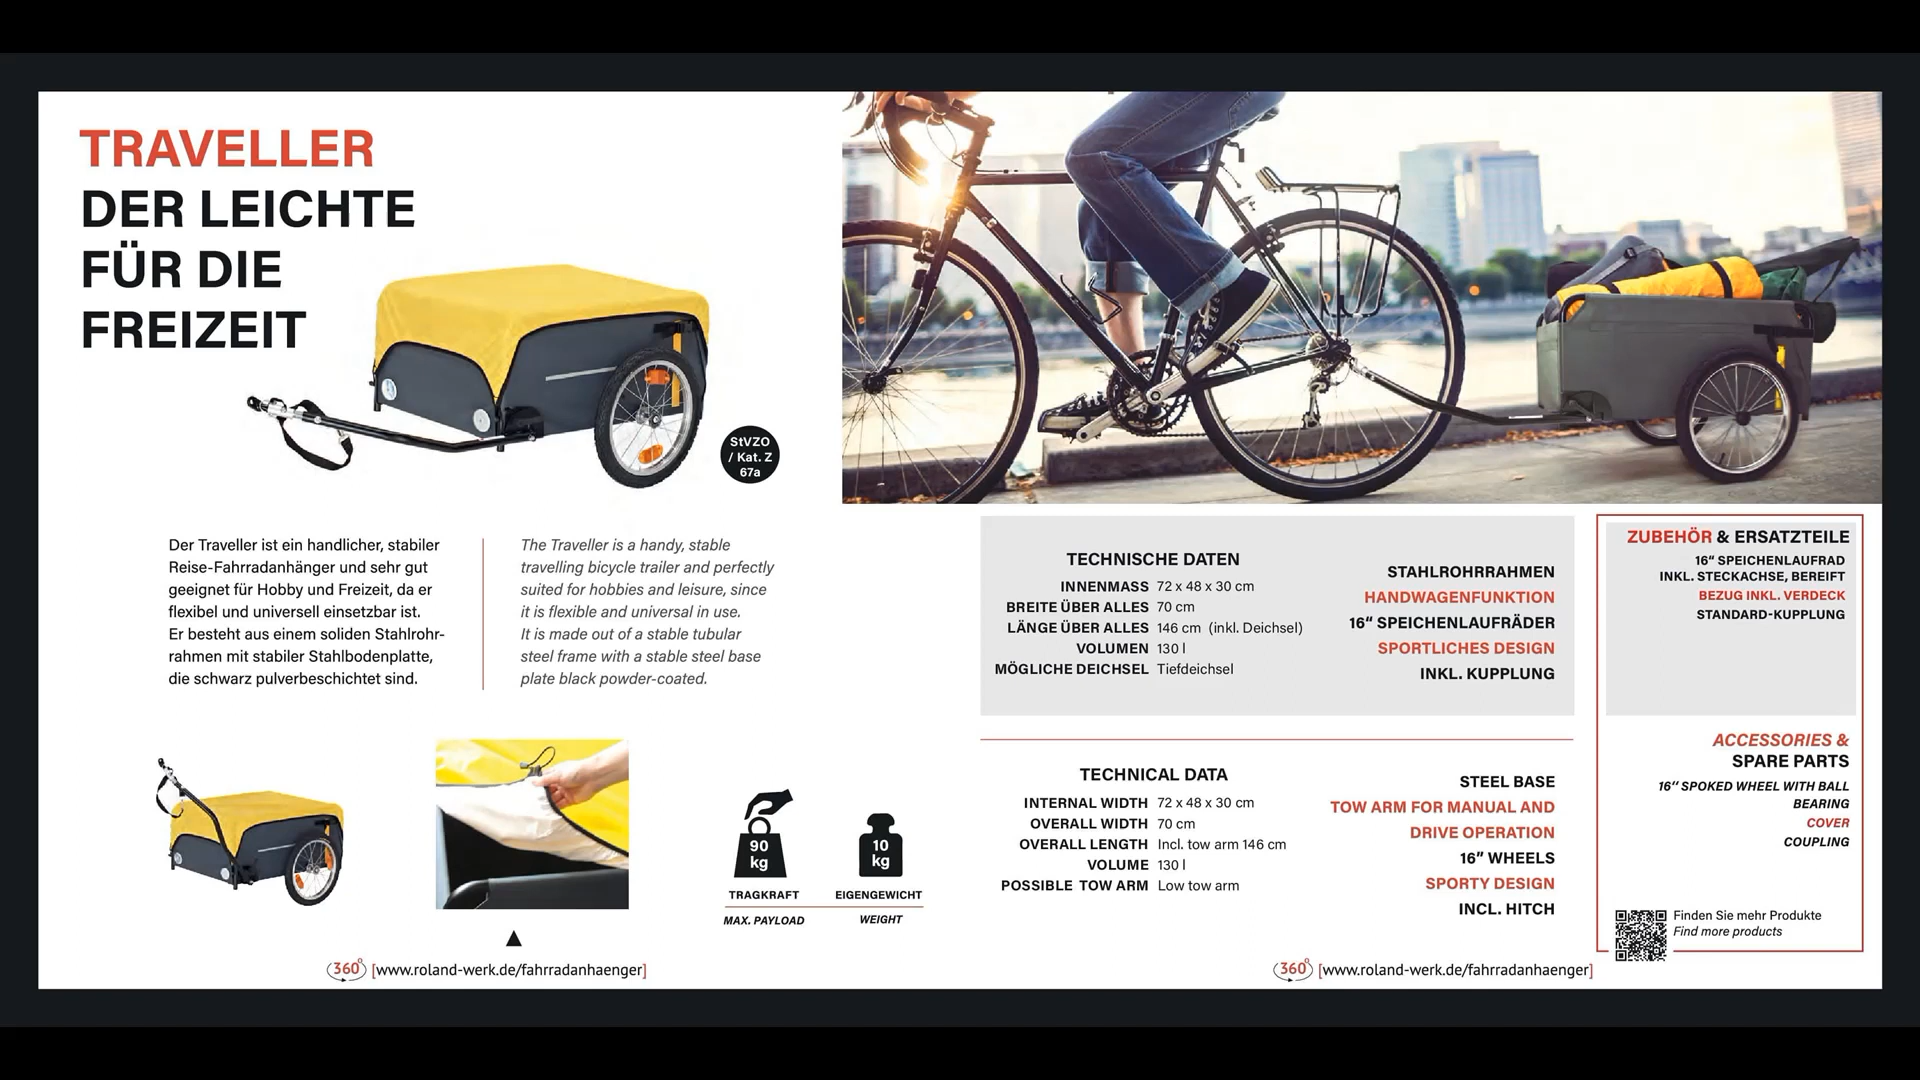 TRAVELLER
DER LEICHTE
FÜR DIE
FREIZEIT
StVZO
/ Kat. Z
67a
Der Traveller ist ein handlicher, stabiler
Reise-Fahrradanhänger und sehr gut
geeignet für Hobby und Freizeit, da er
flexibel und universell einsetzbar ist.
Er besteht aus einem soliden Stahlrohr-
rahmen mit stabiler Stahlbodenplatte,
die schwarz pulverbeschichtet sind.
The Traveller is a handy, stable
travelling bicycle trailer and perfectly
suited for hobbies and leisure, since
it is flexible and universal in use.
It is made out of a stable tubular
steel frame with a stable steel base
plate black powder-coated.
90
kg
TRAGKRAFT
MAX. PAYLOAD
10
kg
EIGENGEWICHT
WEIGHT
360° [www.roland-werk.de/fahrradanhaenger]
TECHNISCHE DATEN
INNENMASS 72 x 48 x 30 cm
BREITE ÜBER ALLES 70 cm
LÄNGE ÜBER ALLES 146 cm (inkl. Deichsel)
VOLUMEN 130 l
MÖGLICHE DEICHSEL Tiefdeichsel
STAHLROHRRAHMEN
HANDWAGENFUNKTION
16“ SPEICHENLAUFRÄDER
SPORTLICHES DESIGN
INKL. KUPPLUNG
TECHNICAL DATA
INTERNAL WIDTH 72 x 48 x 30 cm
OVERALL WIDTH 70 cm
OVERALL LENGTH Incl. tow arm 146 cm
VOLUME 130 l
POSSIBLE TOW ARM Low tow arm
STEEL BASE
TOW ARM FOR MANUAL AND
DRIVE OPERATION
16” WHEELS
SPORTY DESIGN
INCL. HITCH
ZUBEHÖR & ERSATZTEILE
16“ SPEICHENLAUFRAD
INKL. STECKACHSE, BEREIFT
BEZUG INKL. VERDECK
STANDARD-KUPPLUNG
ACCESSORIES &
SPARE PARTS
16’’ SPOKED WHEEL WITH BALL
BEARING
COVER
COUPLING
Finden Sie mehr Produkte
Find more products
360° [www.roland-werk.de/fahrradanhaenger]